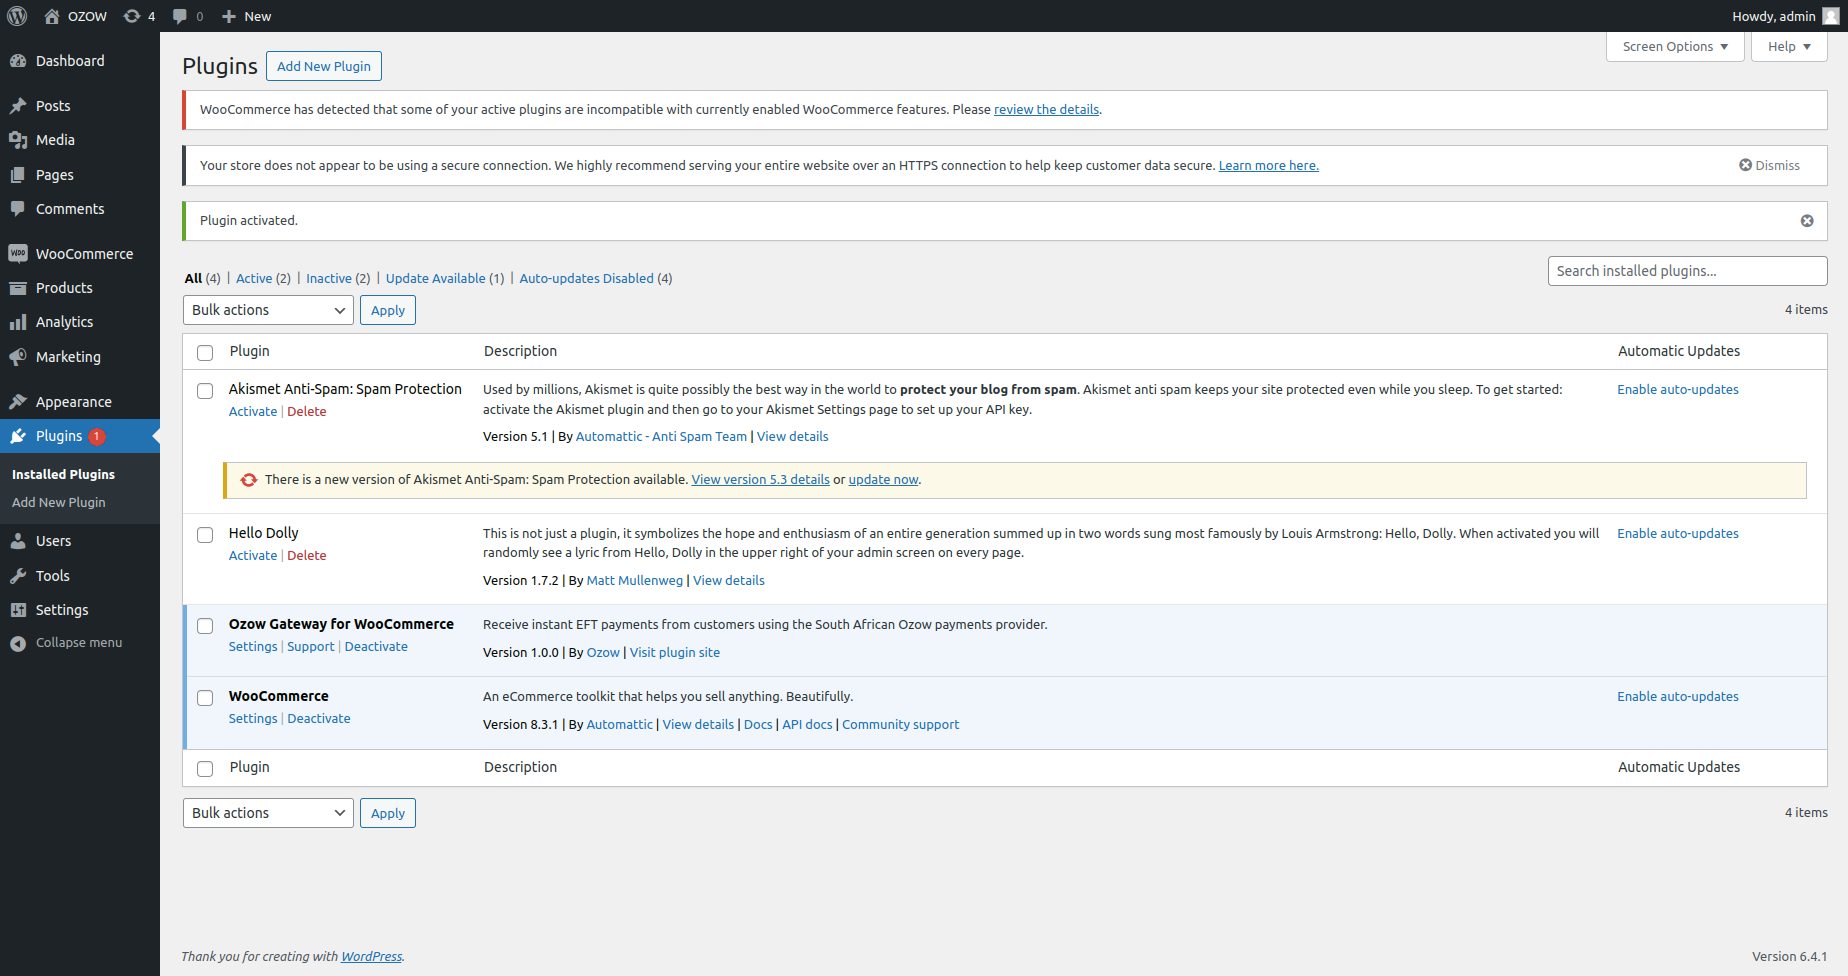 OZOW 4 0 New Howdy, admin
Dashboard
Posts
Media
Pages
Comments
WooCommerce
Products
Analytics
Marketing
Appearance
Plugins 1
Installed Plugins
Add New Plugin
Users
Tools
Settings
Collapse menu
Screen Options Help
Plugins Add New Plugin
WooCommerce has detected that some of your active plugins are incompatible with currently enabled WooCommerce features. Please review the details.
Your store does not appear to be using a secure connection. We highly recommend serving your entire website over an HTTPS connection to help keep customer data secure. Learn more here. Dismiss
Plugin activated.
All (4) | Active (2) | Inactive (2) | Update Available (1) | Auto-updates Disabled (4)
Search installed plugins...
Bulk actions Apply 4 items
Plugin Description Automatic Updates
Akismet Anti-Spam: Spam Protection Used by millions, Akismet is quite possibly the best way in the world to protect your blog from spam. Akismet anti spam keeps your site protected even while you sleep. To get started: Enable auto-updates
Activate | Delete activate the Akismet plugin and then go to your Akismet Settings page to set up your API key.
Version 5.1 | By Automattic - Anti Spam Team | View details
There is a new version of Akismet Anti-Spam: Spam Protection available. View version 5.3 details or update now.
Hello Dolly This is not just a plugin, it symbolizes the hope and enthusiasm of an entire generation summed up in two words sung most famously by Louis Armstrong: Hello, Dolly. When activated you will Enable auto-updates
Activate | Delete randomly see a lyric from Hello, Dolly in the upper right of your admin screen on every page.
Version 1.7.2 | By Matt Mullenweg | View details
Ozow Gateway for WooCommerce Receive instant EFT payments from customers using the South African Ozow payments provider.
Settings | Support | Deactivate Version 1.0.0 | By Ozow | Visit plugin site
WooCommerce An eCommerce toolkit that helps you sell anything. Beautifully. Enable auto-updates
Settings | Deactivate Version 8.3.1 | By Automattic | View details | Docs | API docs | Community support
Plugin Description Automatic Updates
Bulk actions Apply 4 items
Thank you for creating with WordPress. Version 6.4.1